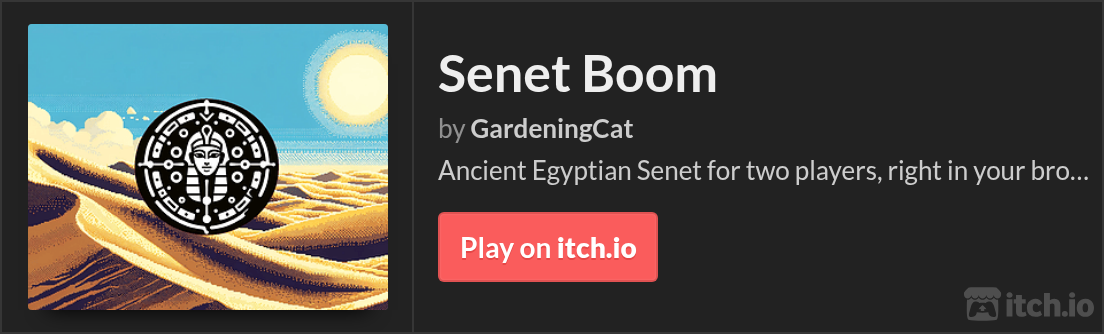 Senet Boom
by GardeningCat
Ancient Egyptian Senet for two players, right in your bro...
Play on itch.io
itch.io